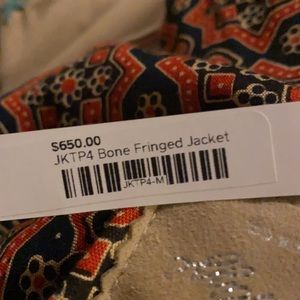 $650.00
JKTP4 Bone Fringed Jacket
JKTP4-M